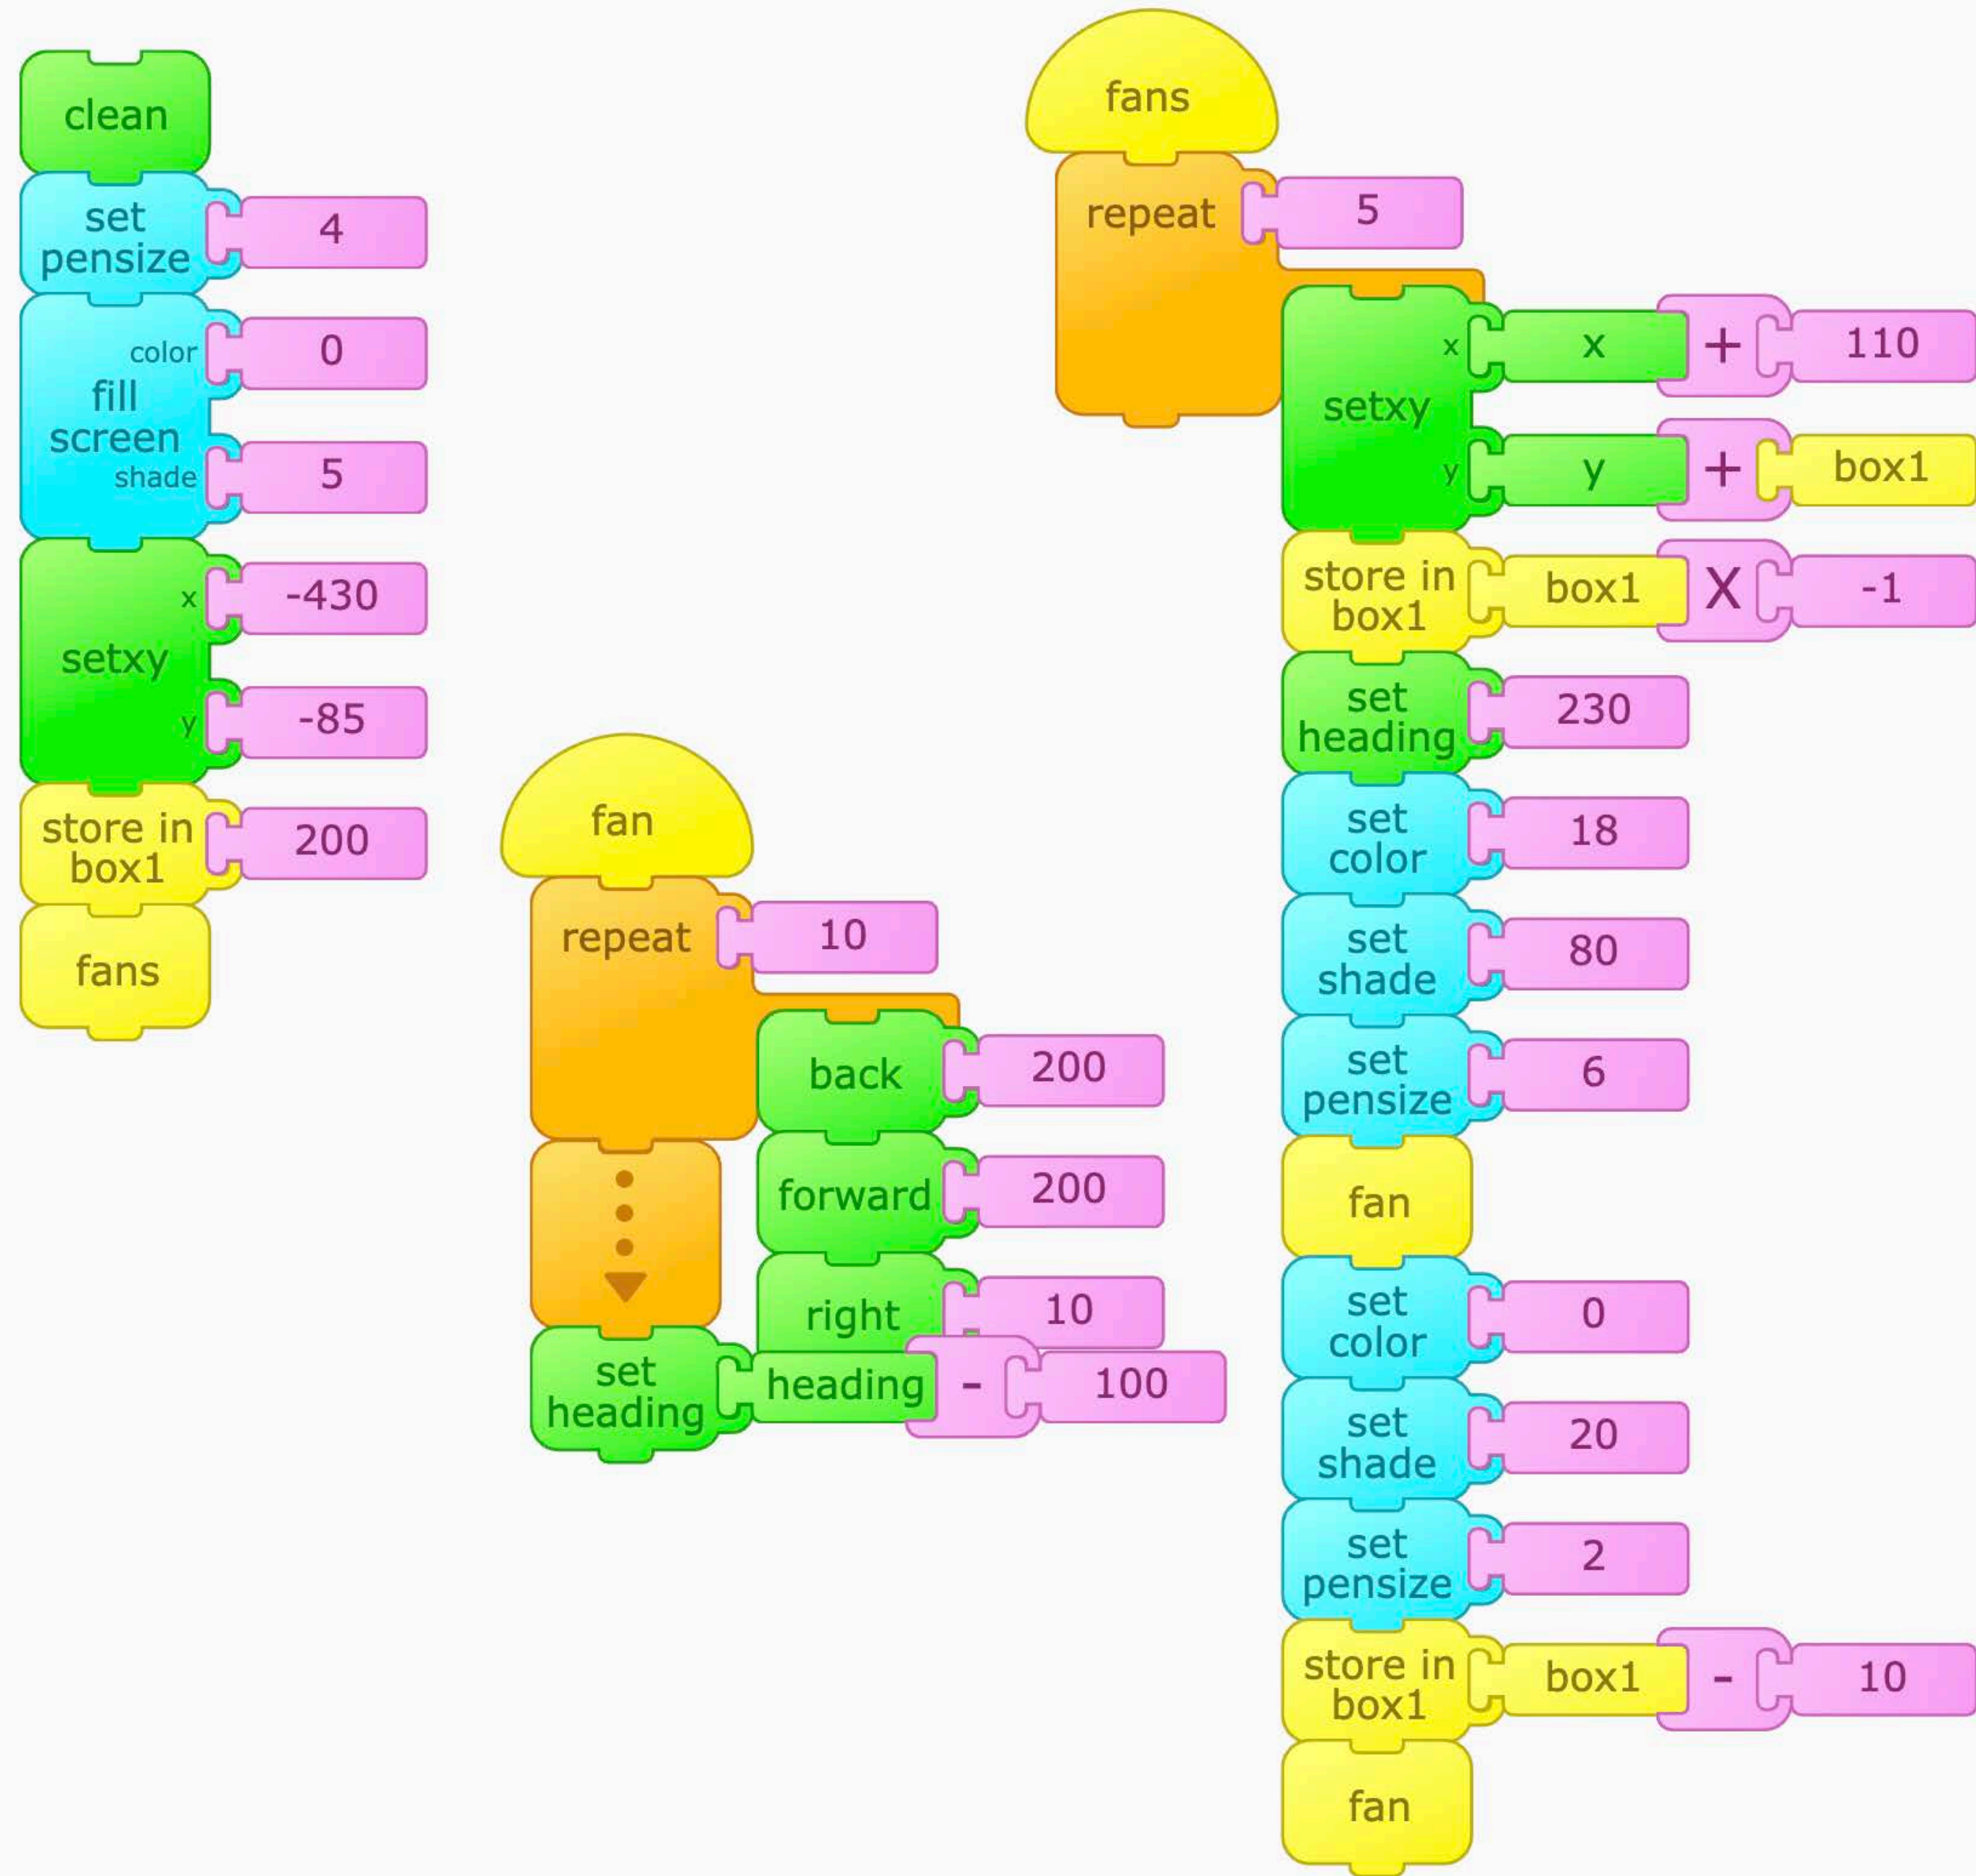 clean
set
pensize 4
color 0
fill
screen
shade 5
x -430
setxy
y -85
store in
box1 200
fans
fan
repeat 10
back 200
forward 200
right 10
set
heading heading - 100
fans
repeat 5
x x + 110
setxy
y y + box1
store in
box1 box1 X -1
set
heading 230
set
color 18
set
shade 80
set
pensize 6
fan
set
color 0
set
shade 20
set
pensize 2
store in
box1 box1 - 10
fan